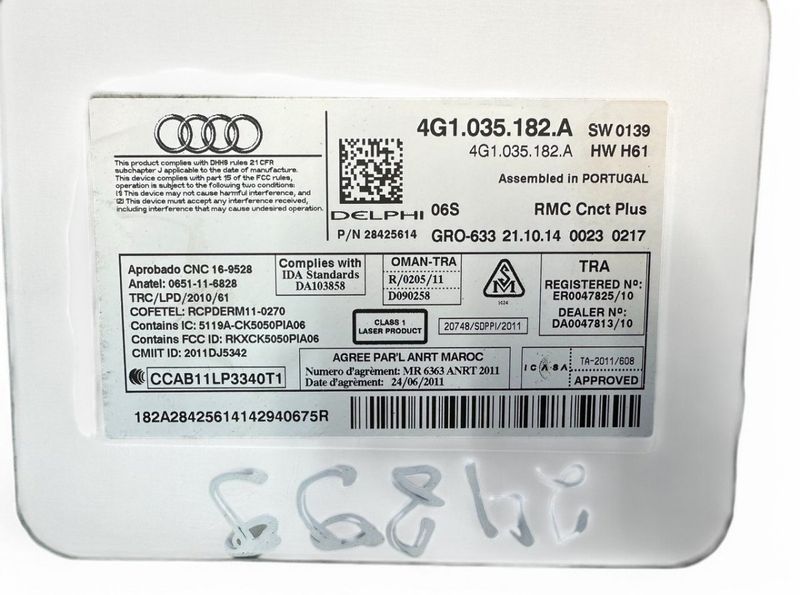 4G1.035.182.A SW 0139
4G1.035.182.A HW H61
Assembled in PORTUGAL
This product complies with DHHS rules 21 CFR
subchapter J applicable to the date of manufacture.
This device complies with part 15 of the FCC rules,
operation is subject to the following two conditions:
(1) This device may not cause harmful interference, and
(2) This device must accept any interference received,
including interference that may cause undesired operation.
DELPHI 06S RMC Cnct Plus
P/N 28425614 GRO-633 21.10.14 0023 0217
Aprobado CNC 16-9528
Anatel: 0651-11-6828
TRC/LPD/2010/61
COFETEL: RCPDERM11-0270
Contains IC: 5119A-CK5050PIA06
Contains FCC ID: RKXCK5050PIA06
CMIIT ID: 2011DJ5342
CCAB11LP3340T1
Complies with
IDA Standards
DA103858
OMAN-TRA
R/0205/11
D090258
TRA
REGISTERED Nº:
ER0047825/10
DEALER Nº:
DA0047813/10
CLASS 1
LASER PRODUCT
20748/SDPPI/2011
AGREE PAR'L ANRT MAROC
Numero d'agrément: MR 6363 ANRT 2011
Date d'agrément: 24/06/2011
ICASA
TA-2011/608
APPROVED
182A28425614142940675R